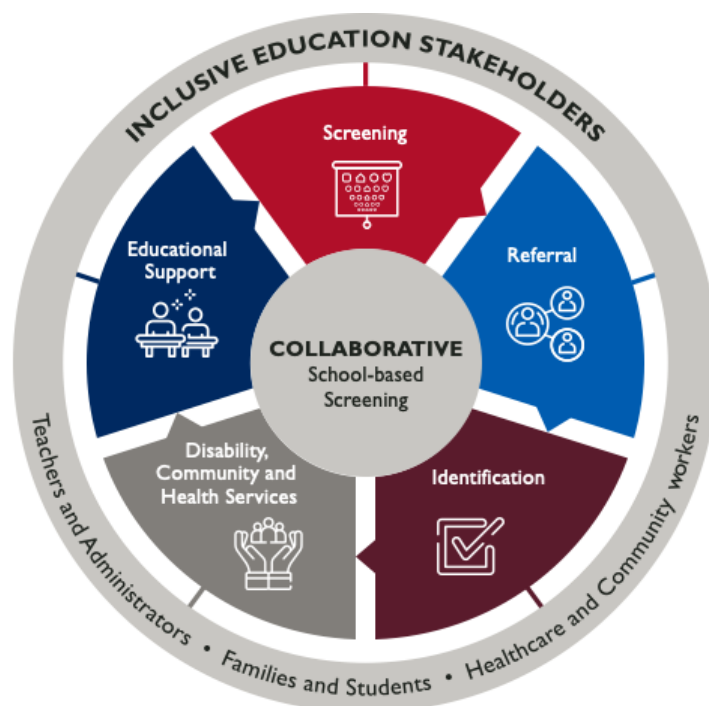 INCLUSIVE EDUCATION STAKEHOLDERS
Screening
Referral
Identification
Disability,
Community and
Health Services
Educational
Support
COLLABORATIVE
School-based
Screening
Teachers and Administrators • Families and Students • Healthcare and Community workers